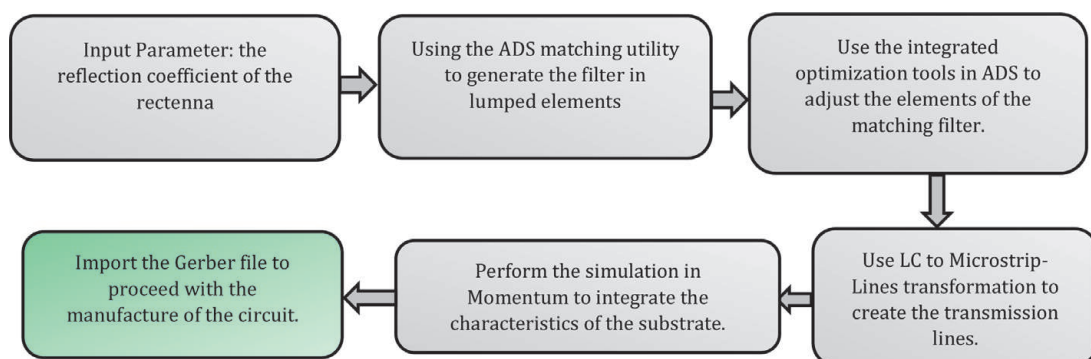 Input Parameter: the
reflection coefficient of the
rectenna
Using the ADS matching utility
to generate the filter in
lumped elements
Use the integrated
optimization tools in ADS to
adjust the elements of the
matching filter.
Use LC to Microstrip-
Lines transformation to
create the transmission
lines.
Perform the simulation in
Momentum to integrate the
characteristics of the substrate.
Import the Gerber file to
proceed with the
manufacture of the circuit.